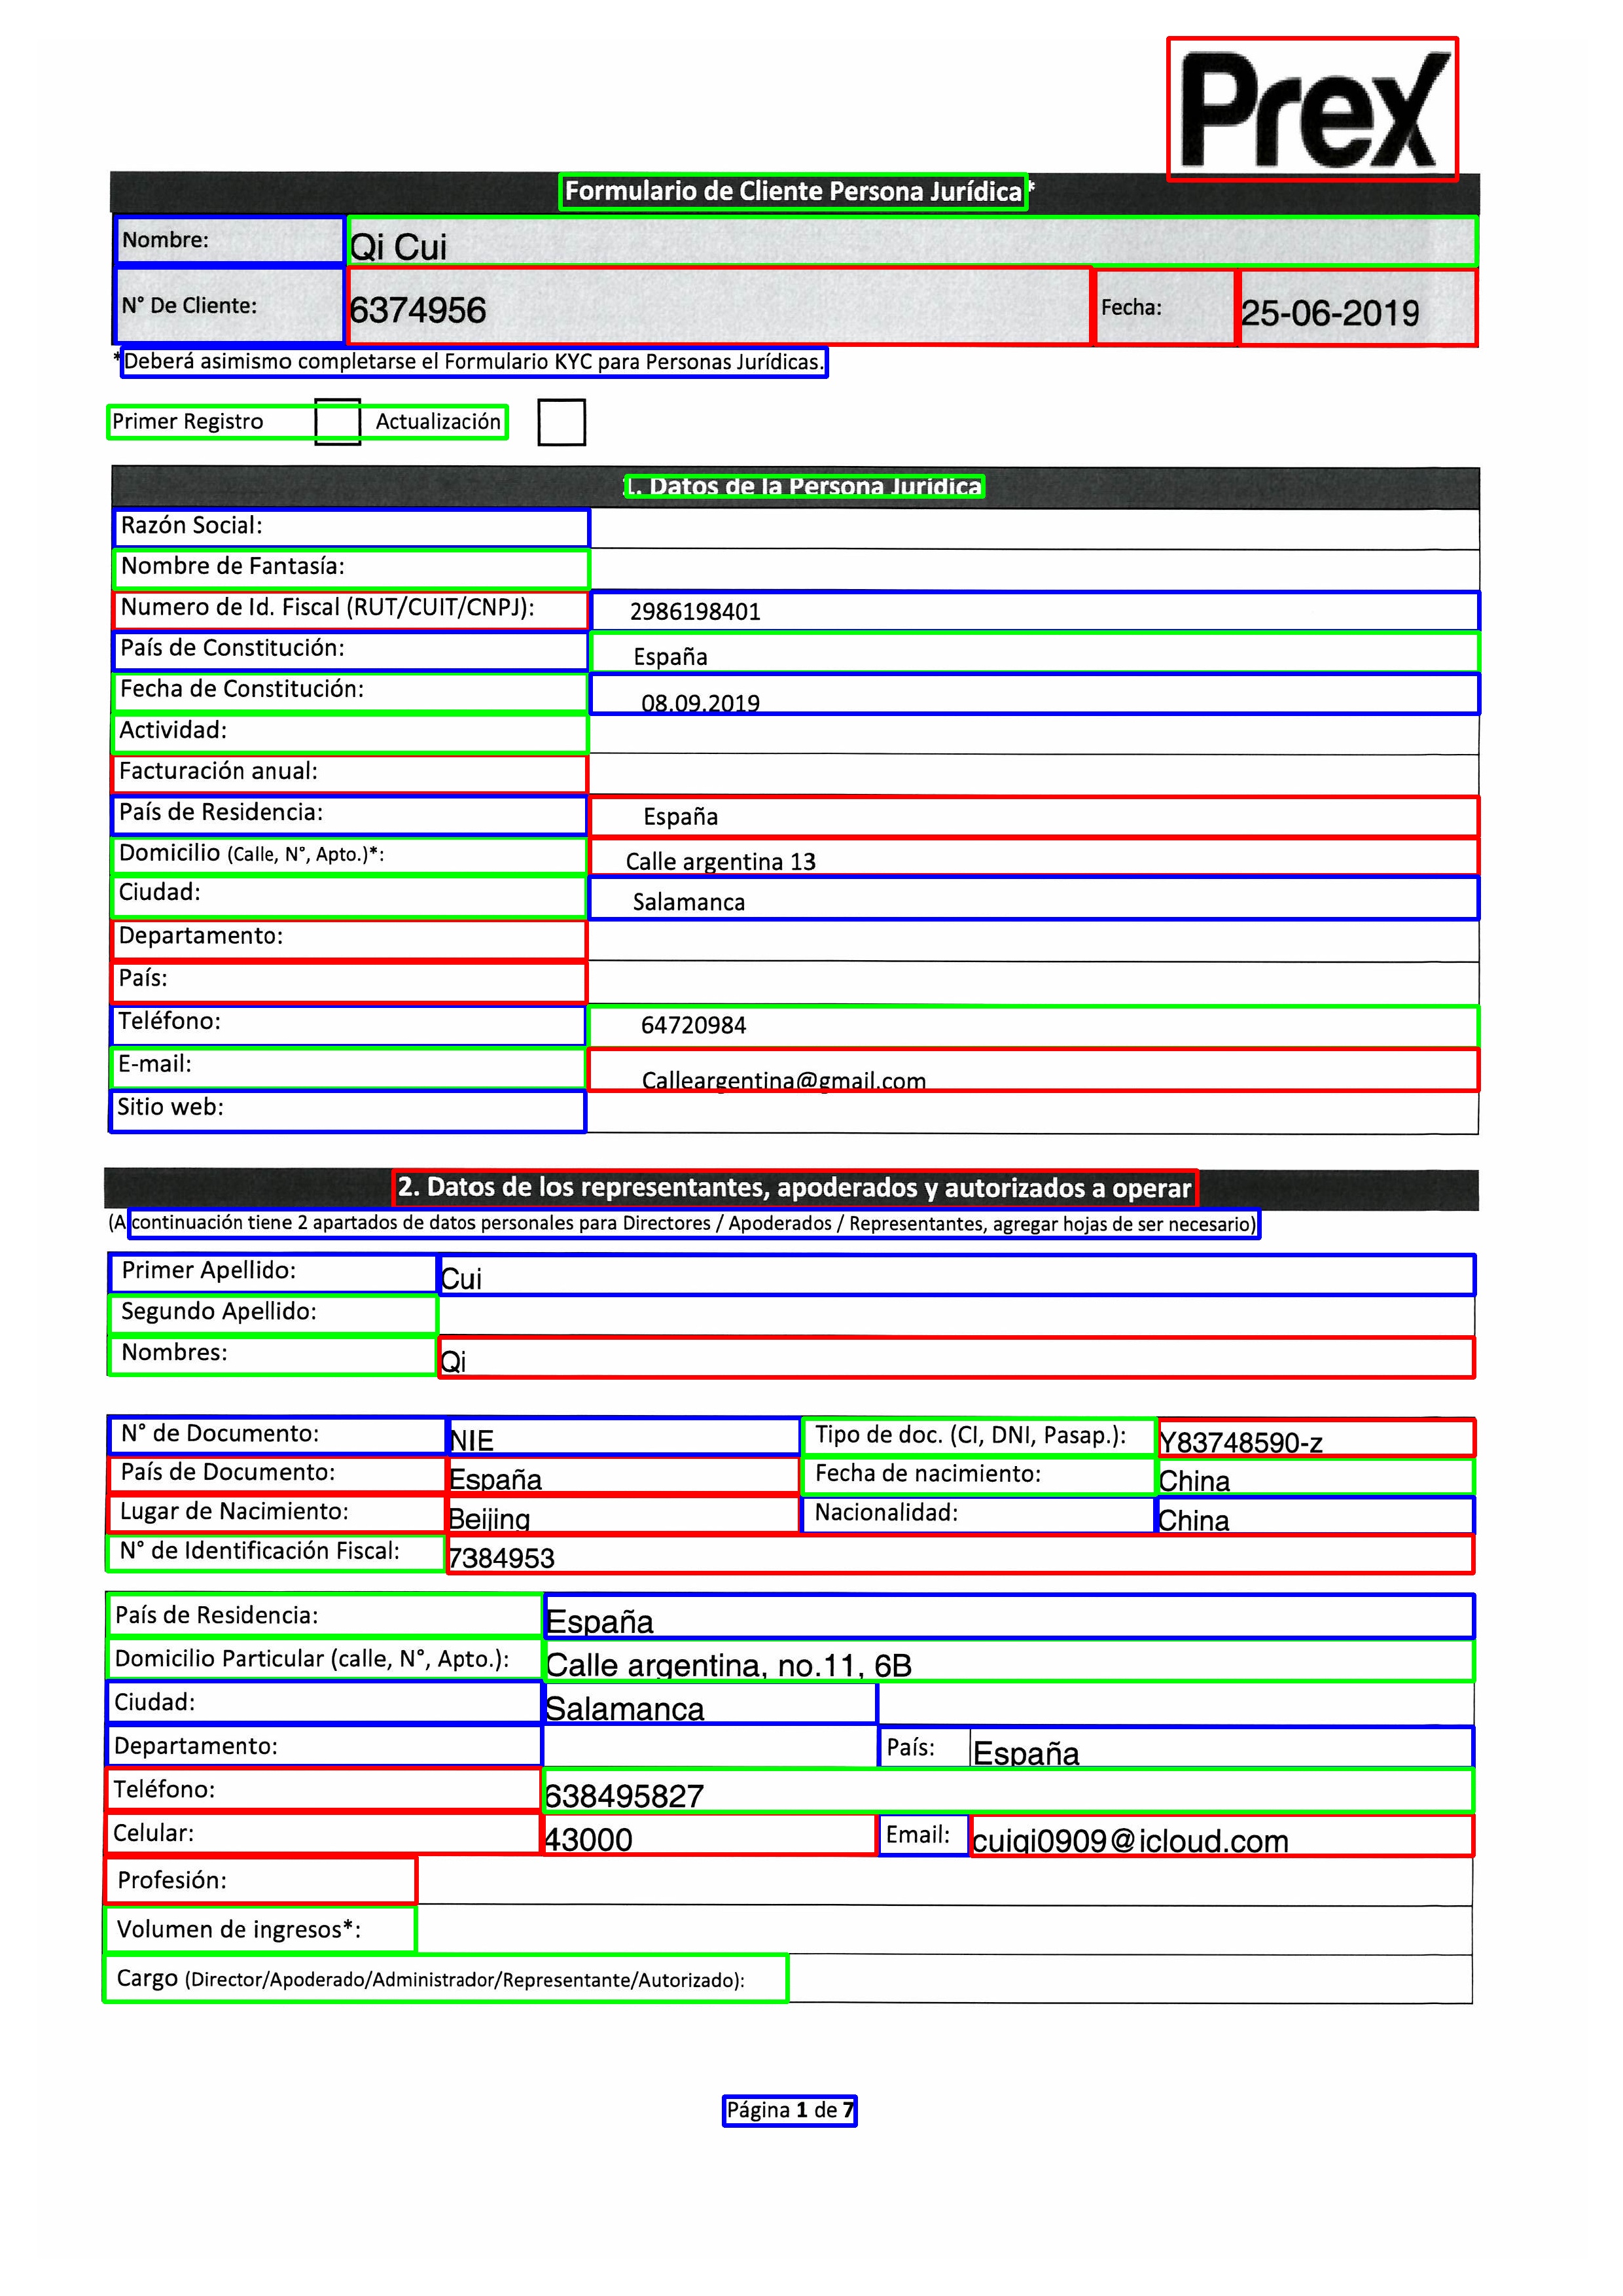 Prex
Formulario de Cliente Persona Jurídica*
Nombre: Qi Cui
N° De Cliente: 6374956 Fecha: 25-06-2019
*Deberá asimismo completarse el Formulario KYC para Personas Jurídicas.
Primer Registro Actualización
1. Datos de la Persona Jurídica
Razón Social:
Nombre de Fantasía:
Numero de Id. Fiscal (RUT/CUIT/CNPJ): 2986198401
País de Constitución: España
Fecha de Constitución: 08.09.2019
Actividad:
Facturación anual:
País de Residencia: España
Domicilio (Calle, N°, Apto.)*: Calle argentina 13
Ciudad: Salamanca
Departamento:
País:
Teléfono: 64720984
E-mail: Calleargentina@gmail.com
Sitio web:
2. Datos de los representantes, apoderados y autorizados a operar
(A continuación tiene 2 apartados de datos personales para Directores / Apoderados / Representantes, agregar hojas de ser necesario)
Primer Apellido: Cui
Segundo Apellido:
Nombres: Qi
N° de Documento: NIE Tipo de doc. (CI, DNI, Pasap.): Y83748590-z
País de Documento: España Fecha de nacimiento: China
Lugar de Nacimiento: Beijing Nacionalidad: China
N° de Identificación Fiscal: 7384953
País de Residencia: España
Domicilio Particular (calle, N°, Apto.): Calle argentina, no.11, 6B
Ciudad: Salamanca
Departamento: País: España
Teléfono: 638495827
Celular: 43000 Email: cuiqi0909@icloud.com
Profesión:
Volumen de ingresos*:
Cargo (Director/Apoderado/Administrador/Representante/Autorizado):
Página 1 de 7